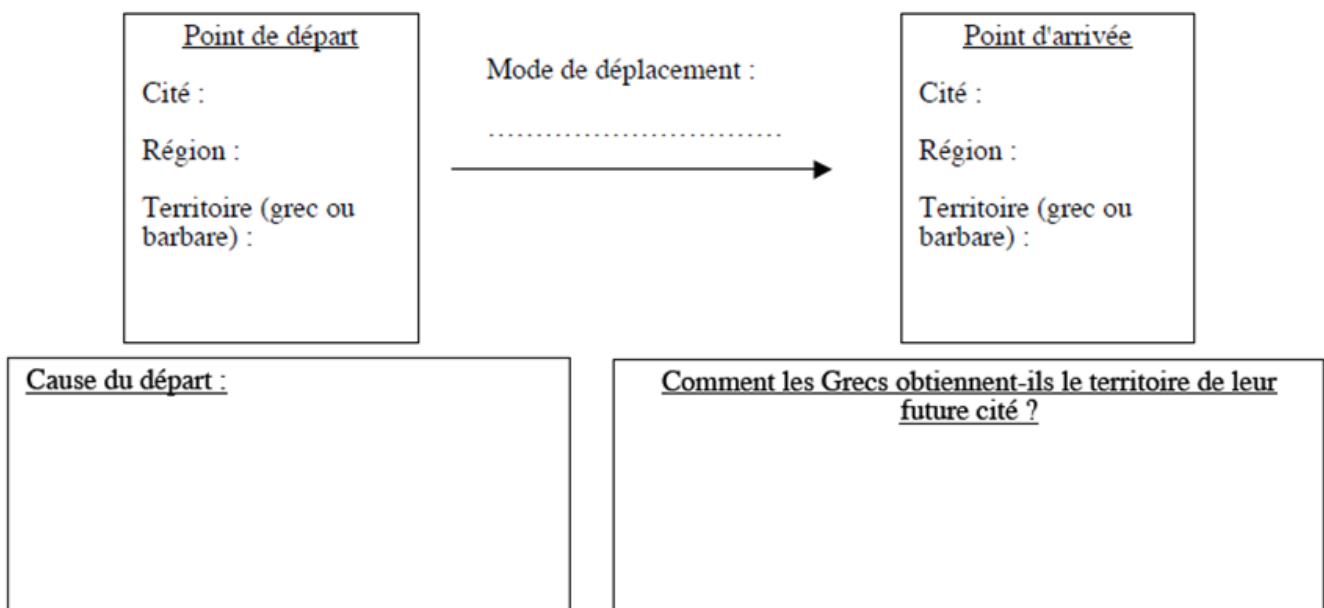 Point de départ
Cité :
Région :
Territoire (grec ou
barbare) :
Mode de déplacement :
...............................
Point d'arrivée
Cité :
Région :
Territoire (grec ou
barbare) :
Cause du départ :
Comment les Grecs obtiennent-ils le territoire de leur
future cité ?